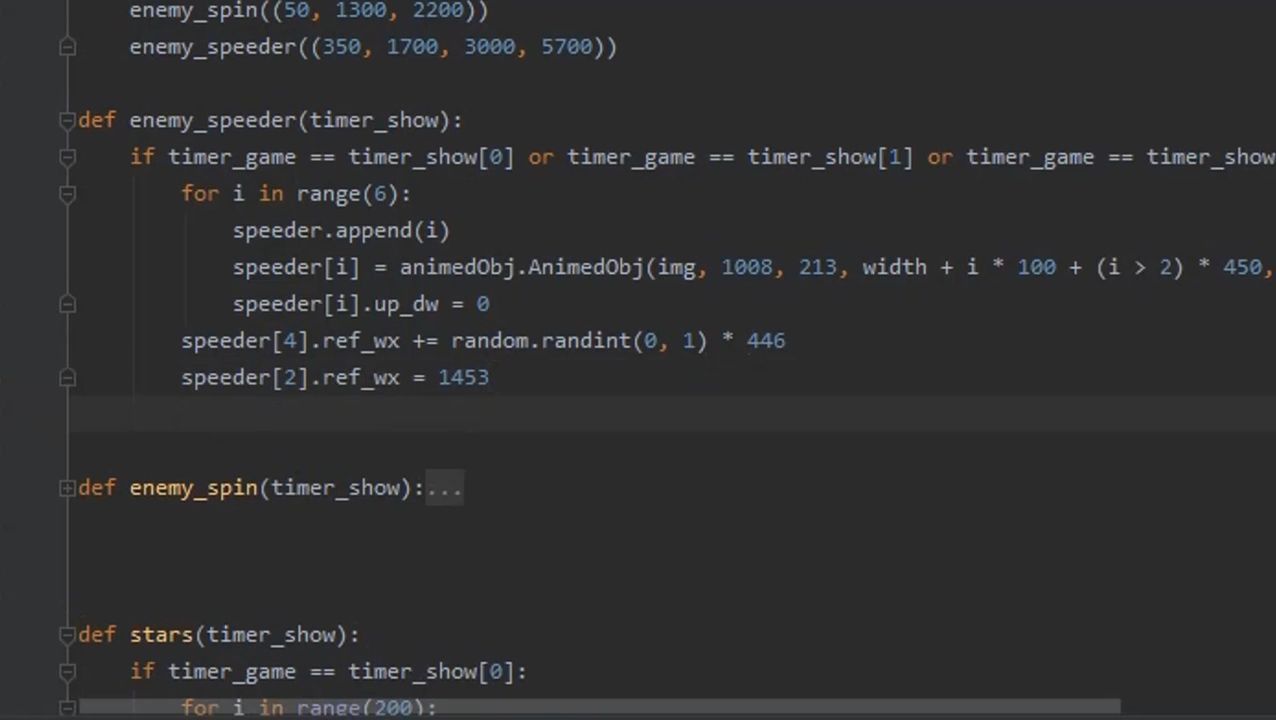 enemy_spin((50, 1300, 2200))
enemy_speeder((350, 1700, 3000, 5700))
def enemy_speeder(timer_show):
if timer_game == timer_show[0] or timer_game == timer_show[1] or timer_game == timer_show
for i in range(6):
speeder.append(i)
speeder[i] = animedObj.AnimedObj(img, 1008, 213, width + i * 100 + (i > 2) * 450,
speeder[i].up_dw = 0
speeder[4].ref_wx += random.randint(0, 1) * 446
speeder[2].ref_wx = 1453
def enemy_spin(timer_show):...
def stars(timer_show):
if timer_game == timer_show[0]:
for i in range(200):